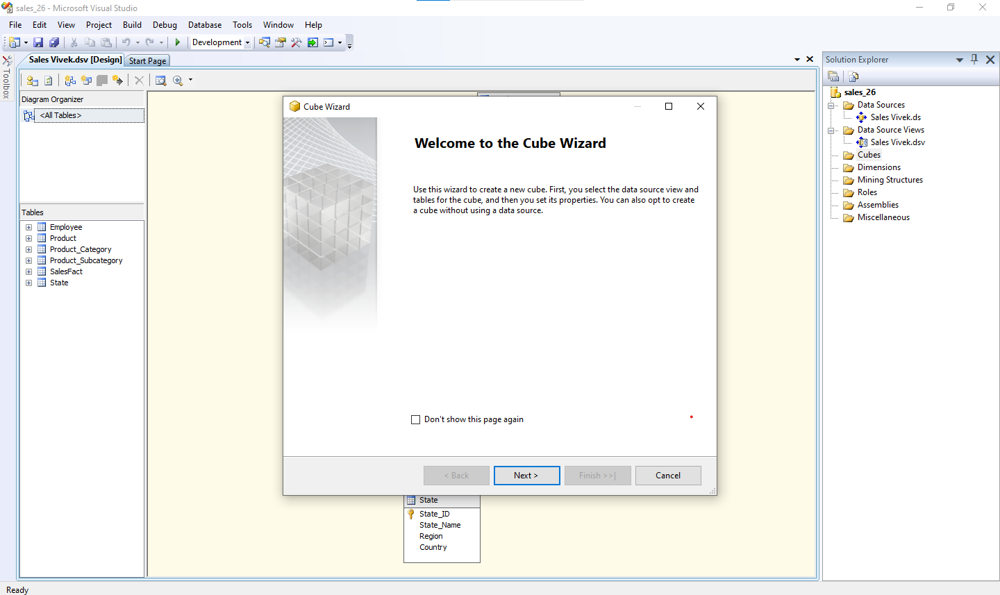 sales_26 - Microsoft Visual Studio
File Edit View Project Build Debug Database Tools Window Help
Development
Toolbox
Sales Vivek.dsv [Design] Start Page
Diagram Organizer
<All Tables>
Tables
Employee
Product
Product_Category
Product_Subcategory
SalesFact
State
Cube Wizard
Welcome to the Cube Wizard
Use this wizard to create a new cube. First, you select the data source view and
tables for the cube, and then you set its properties. You can also opt to create
a cube without using a data source.
Don't show this page again
< Back Next > Finish >>| Cancel
State
State_ID
State_Name
Region
Country
Solution Explorer
sales_26
Data Sources
Sales Vivek.ds
Data Source Views
Sales Vivek.dsv
Cubes
Dimensions
Mining Structures
Roles
Assemblies
Miscellaneous
Ready